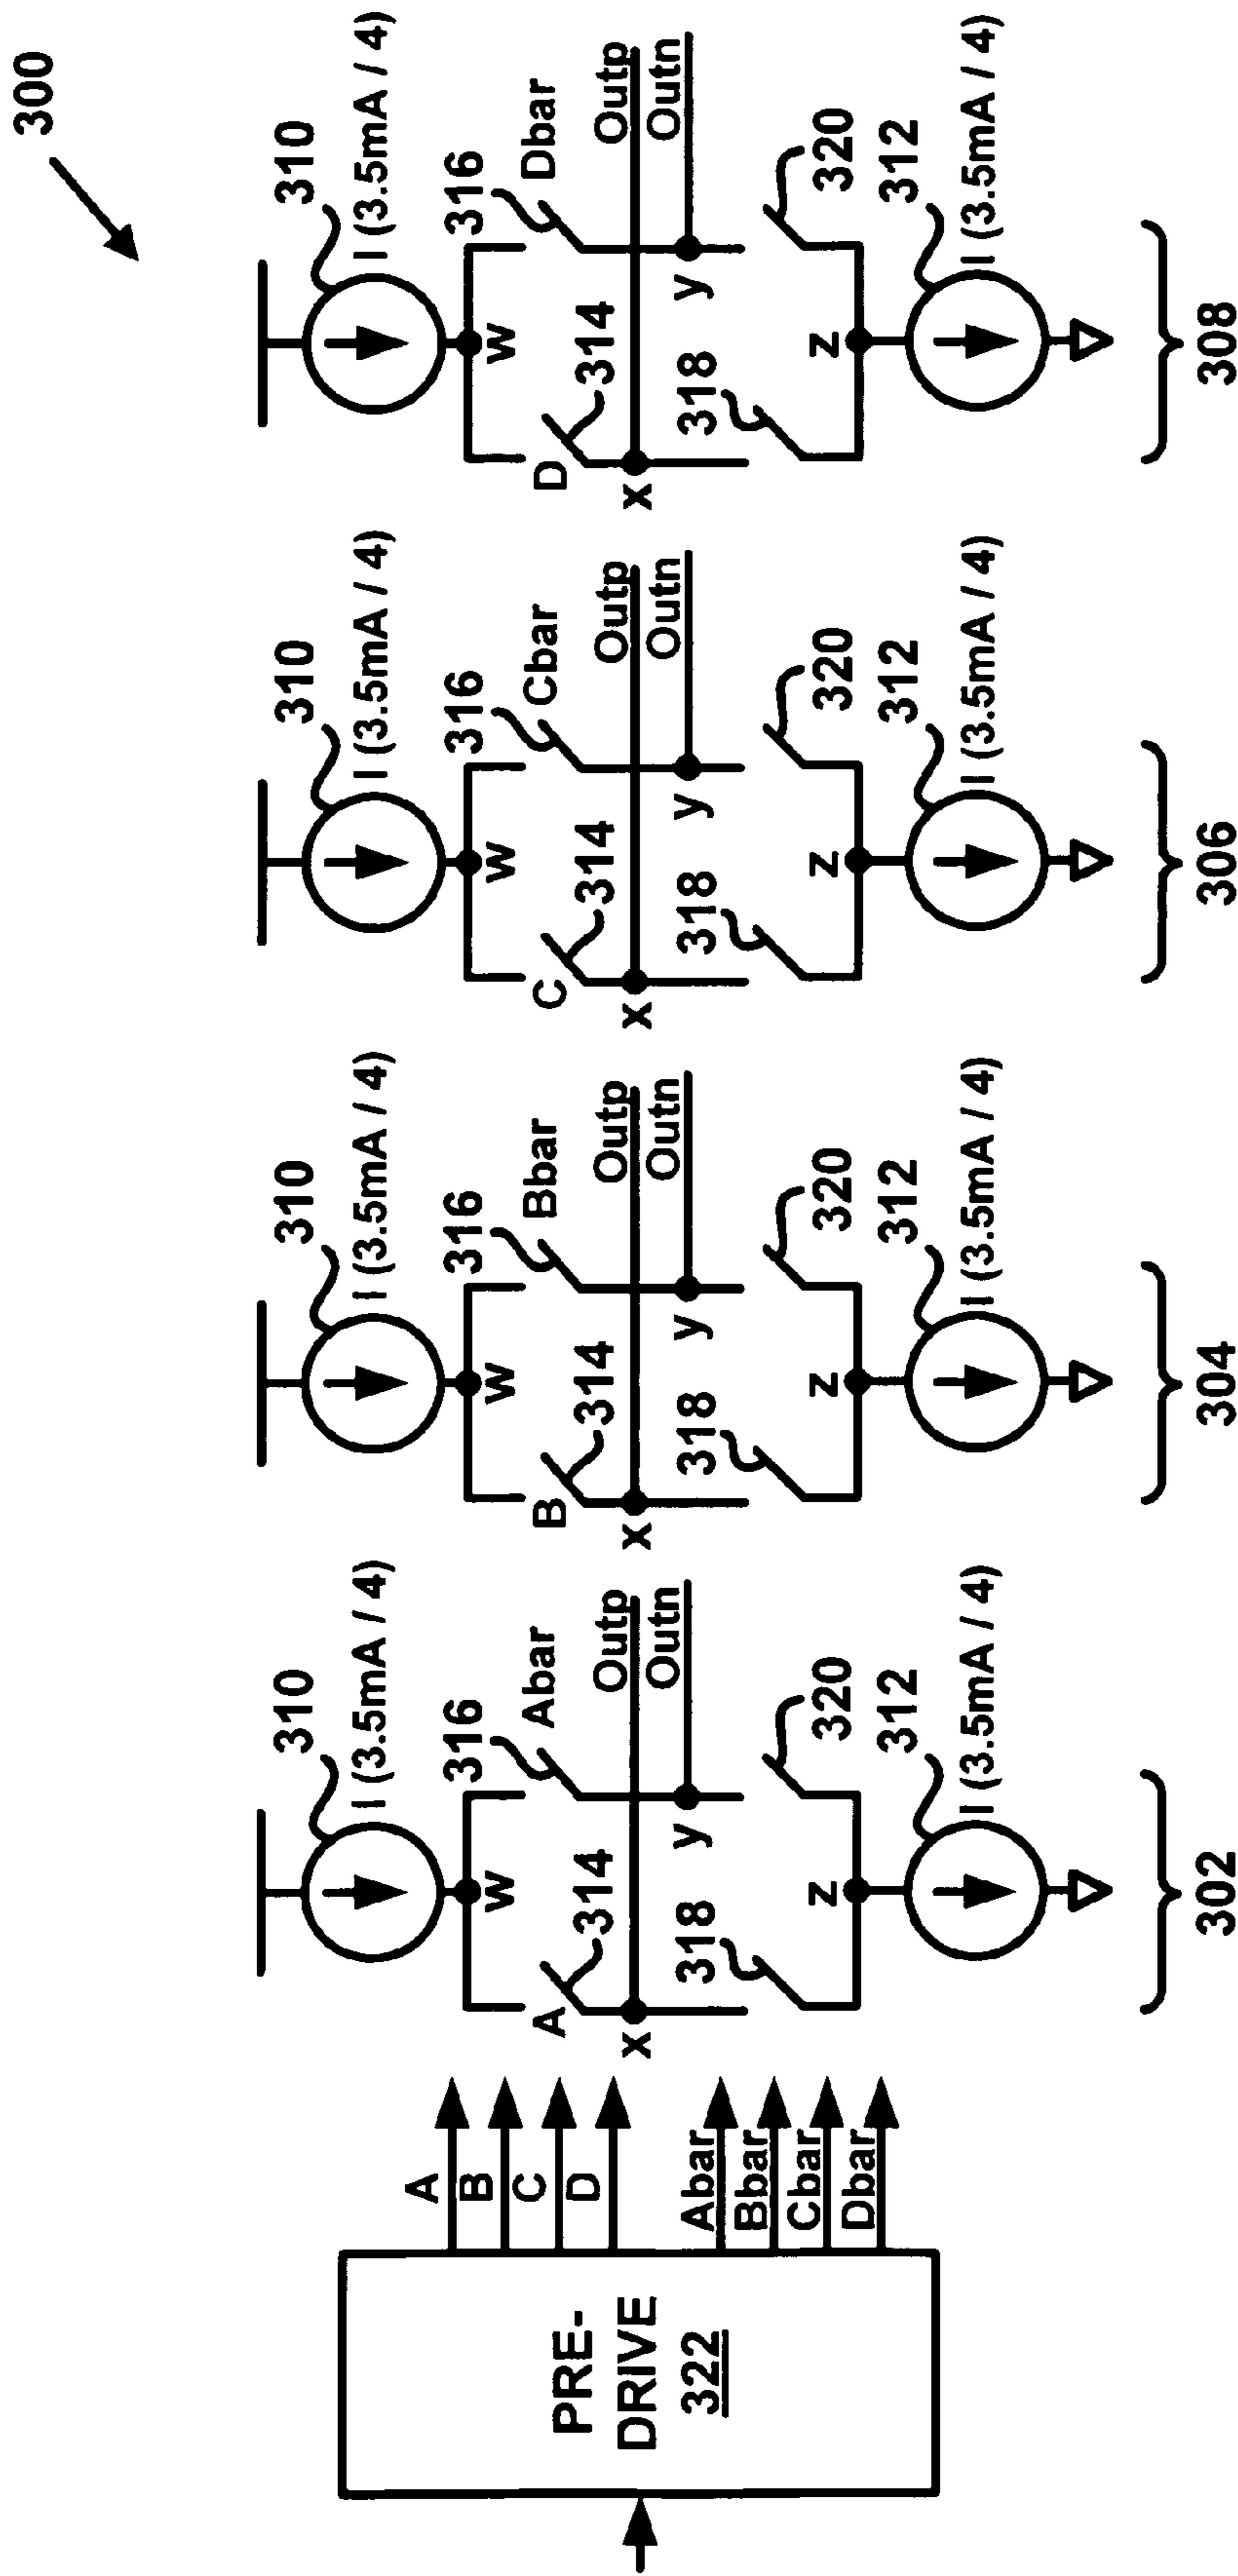 300
PRE-
DRIVE
322
A
B
C
D
Abar
Bbar
Cbar
Dbar
310
I (3.5mA / 4)
w
316
A
314
Abar
x
Outp
Outn
y
318
320
z
312
I (3.5mA / 4)
302
310
I (3.5mA / 4)
w
316
B
314
Bbar
x
Outp
Outn
y
318
320
z
312
I (3.5mA / 4)
304
310
I (3.5mA / 4)
w
316
C
314
Cbar
x
Outp
Outn
y
318
320
z
312
I (3.5mA / 4)
306
310
I (3.5mA / 4)
w
316
D
314
Dbar
x
Outp
Outn
y
318
320
z
312
I (3.5mA / 4)
308